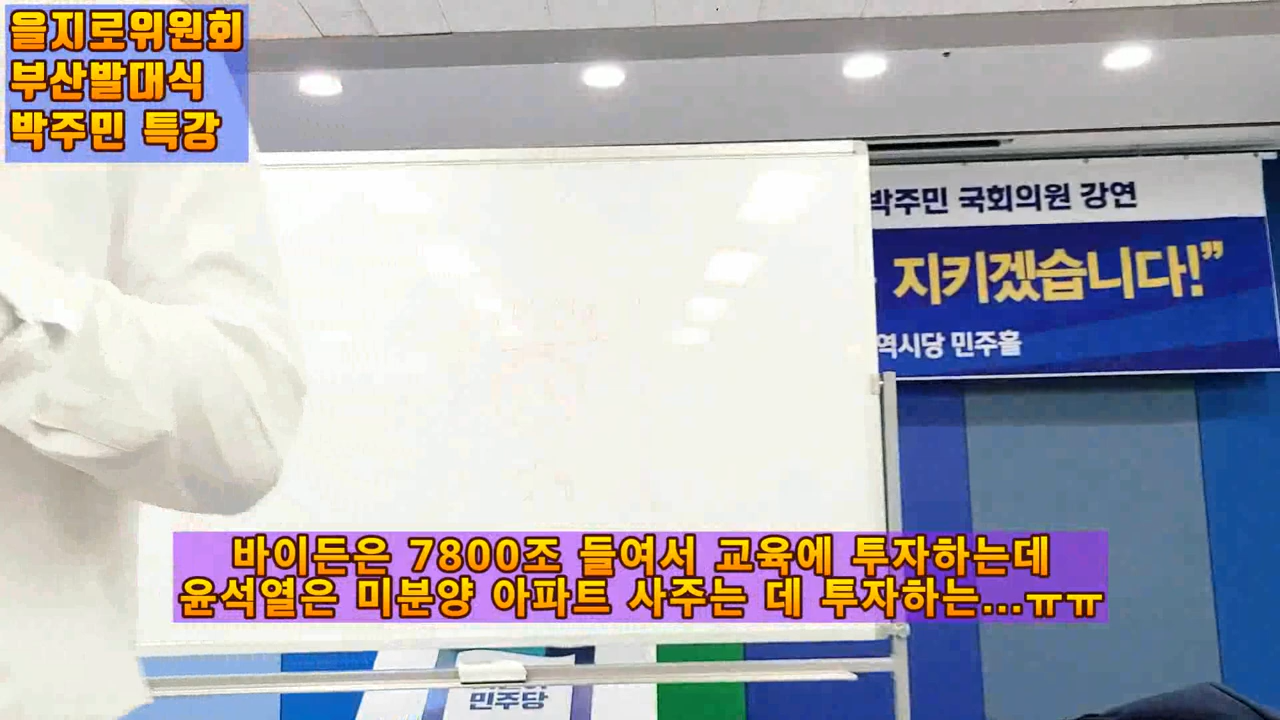 을지로위원회
부산발대식
박주민 특강
박주민 국회의원 강연
지키겠습니다!”
역시당 민주홀
바이든은 7800조 들여서 교육에 투자하는데
윤석열은 미분양 아파트 사주는 데 투자하는...ㅠㅠ
민주당